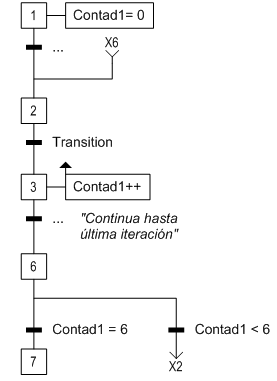 1
Contad1= 0
...
X6
2
Transition
3
Contad1++
...
"Continua hasta
última iteración"
6
Contad1 = 6
Contad1 < 6
7
X2